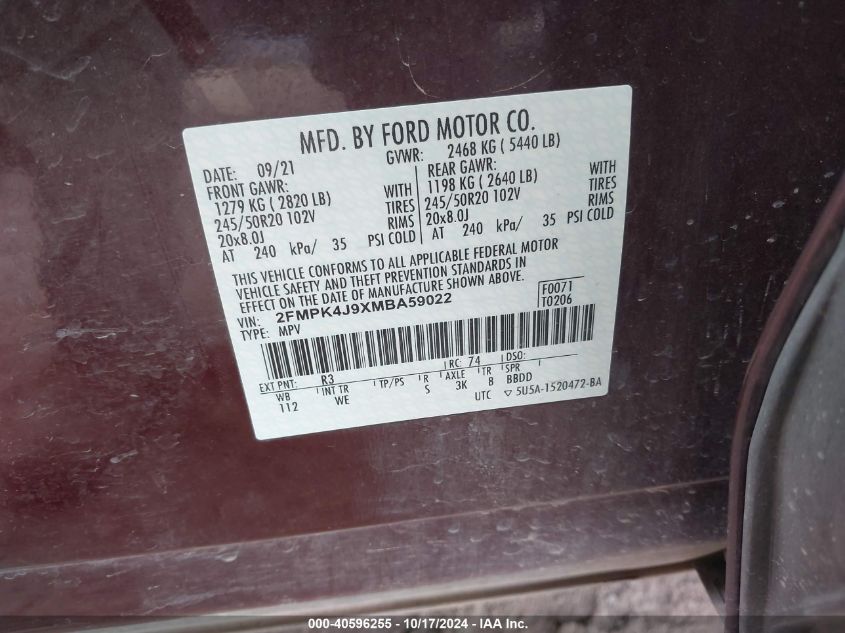 MFD. BY FORD MOTOR CO.
DATE: 09/21 GVWR: 2468 KG ( 5440 LB)
FRONT GAWR: REAR GAWR:
1279 KG ( 2820 LB) WITH 1198 KG ( 2640 LB) WITH
245/50R20 102V TIRES 245/50R20 102V TIRES
20x8.0J RIMS 20x8.0J RIMS
AT 240 kPa/ 35 PSI COLD AT 240 kPa/ 35 PSI COLD
THIS VEHICLE CONFORMS TO ALL APPLICABLE FEDERAL MOTOR
VEHICLE SAFETY AND THEFT PREVENTION STANDARDS IN
EFFECT ON THE DATE OF MANUFACTURE SHOWN ABOVE.
VIN: 2FMPK4J9XMBA59022 F0071
TYPE: MPV T0206
EXT PNT: R3 RC: 74 DSO:
WB INT TR TP/PS R AXLE TR SPR
112 WE S 3K 8 BBDD
UTC ▽ 5U5A-1520472-BA
000-40596255 - 10/17/2024 - IAA Inc.